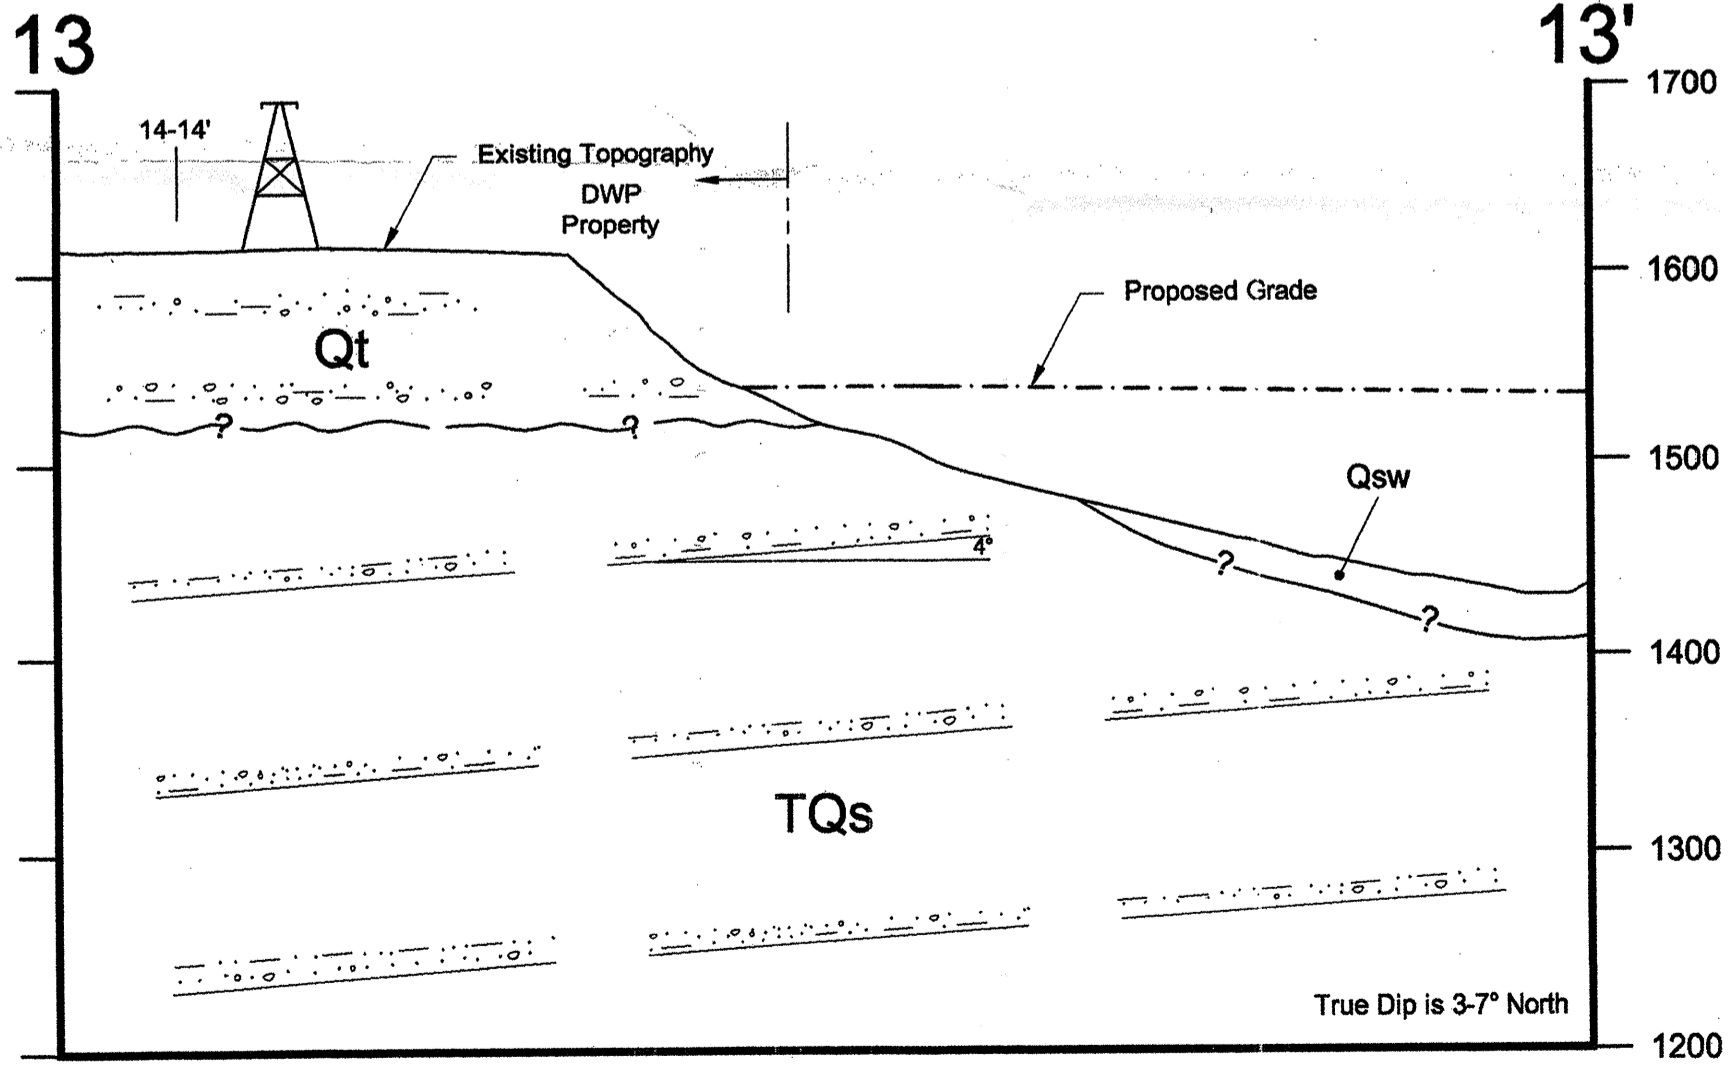 13
13'
1700
14-14'
Existing Topography
DWP
Property
1600
Proposed Grade
Qt
?
?
1500
Qsw
4°
?
?
1400
TQs
1300
True Dip is 3-7° North
1200